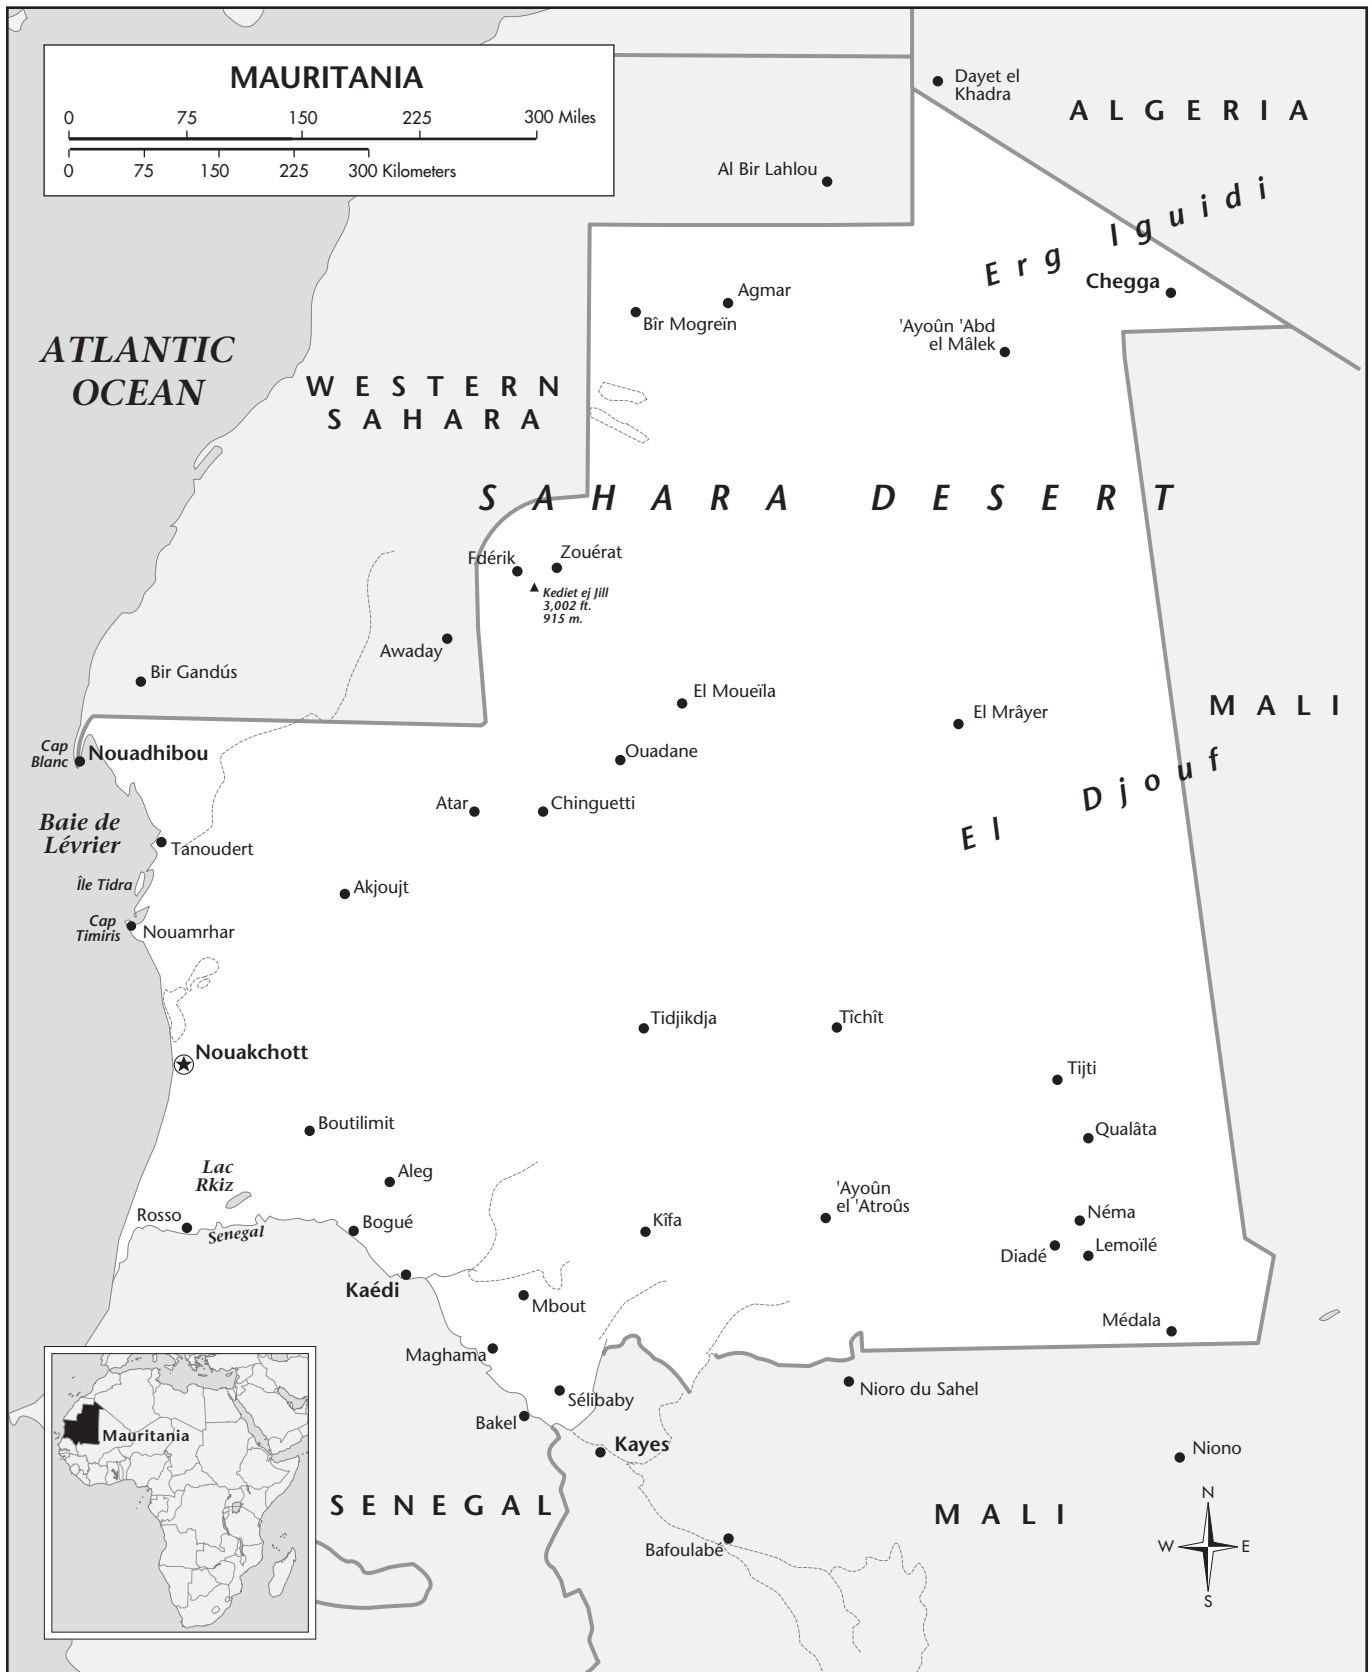 MAURITANIA
0 75 150 225 300 Miles
0 75 150 225 300 Kilometers
Dayet el
Khadra
ALGERIA
Al Bir Lahlou
Erg Iguidi
Chegga
Agmar
Bîr Mogreïn
'Ayoûn 'Abd
el Mâlek
ATLANTIC
OCEAN
WESTERN
SAHARA
SAHARA DESERT
Fdérik
Zouérat
Kediet ej Jill
3,002 ft.
915 m.
Awaday
Bir Gandús
El Moueïla
El Mrâyer
MALI
Cap
Blanc
Nouadhibou
Ouadane
El Djouf
Atar
Chinguetti
Baie de
Lévrier
Tanoudert
Île Tidra
Akjoujt
Cap
Timiris
Nouamrhar
Tidjikdja
Tîchît
Nouakchott
Tijti
Boutilimit
Qualâta
Lac
Rkiz
Aleg
'Ayoûn
el 'Atroûs
Rosso
Senegal
Bogué
Kîfa
Néma
Diadé
Lemoïlé
Kaédi
Mbout
Médala
Maghama
Sélibaby
Nioro du Sahel
Bakel
Kayes
Mauritania
Niono
SENEGAL
MALI
N
W E
S
Bafoulabé